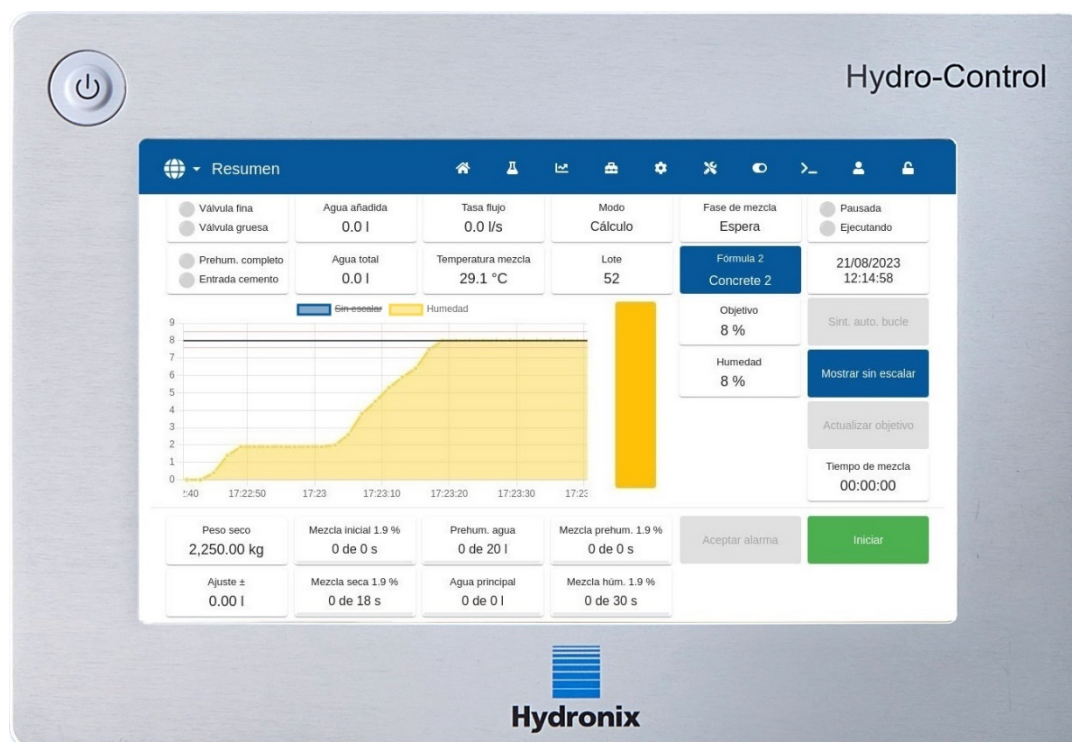 Hydro-Control
Resumen
Válvula fina
Válvula gruesa
Agua añadida
0.0 l
Tasa flujo
0.0 l/s
Modo
Cálculo
Fase de mezcla
Espera
Pausada
Ejecutando
Prehum. completo
Entrada cemento
Agua total
0.0 l
Temperatura mezcla
29.1 °C
Lote
52
Fórmula 2
Concrete 2
21/08/2023
12:14:58
Sin escalar
Humedad
9
8
7
6
5
4
3
2
1
0
:40 17:22:50 17:23 17:23:10 17:23:20 17:23:30 17:23
Objetivo
8 %
Sint. auto. bucle
Humedad
8 %
Mostrar sin escalar
Actualizar objetivo
Tiempo de mezcla
00:00:00
Peso seco
2,250.00 kg
Mezcla inicial 1.9 %
0 de 0 s
Prehum. agua
0 de 20 l
Mezcla prehum. 1.9 %
0 de 0 s
Aceptar alarma
Iniciar
Ajuste ±
0.00 l
Mezcla seca 1.9 %
0 de 18 s
Agua principal
0 de 0 l
Mezcla húm. 1.9 %
0 de 30 s
Hydronix